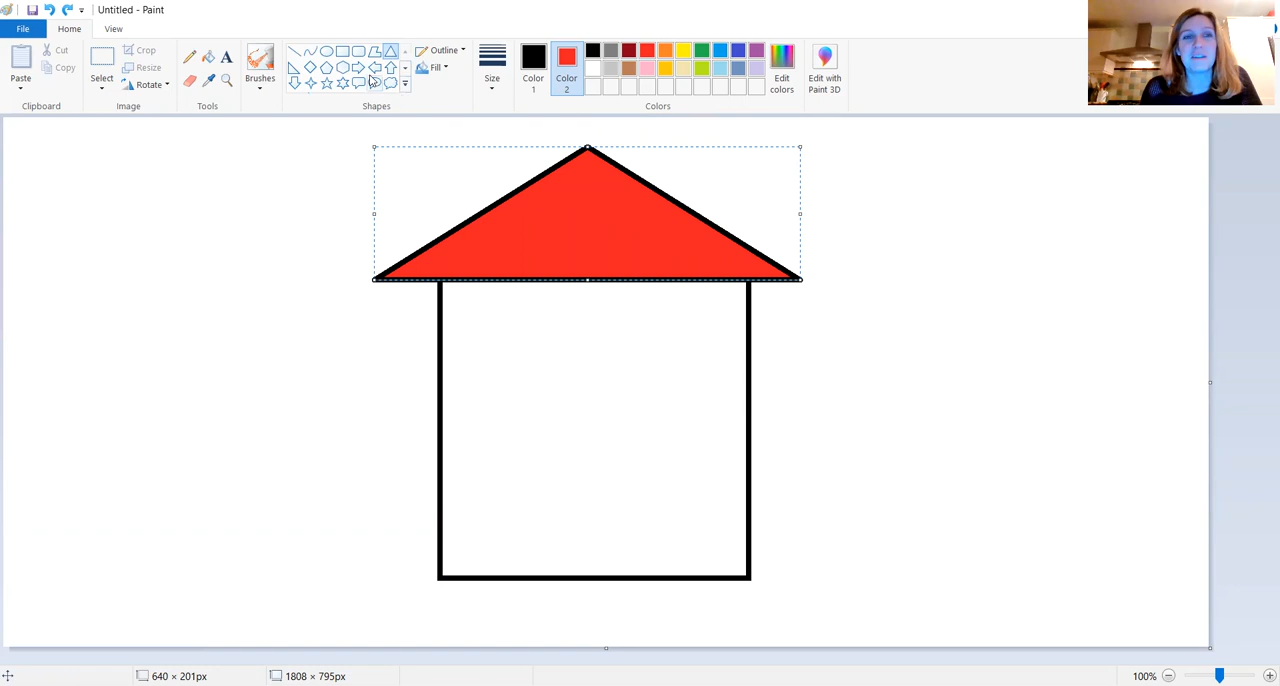 Untitled - Paint
File Home View
Paste
Cut
Copy
Clipboard
Select
Crop
Resize
Rotate
Image
Tools
Brushes
Shapes
Outline
Fill
Size
Color 1
Color 2
Colors
Edit colors
Edit with Paint 3D
640 × 201px
1808 × 795px
100%